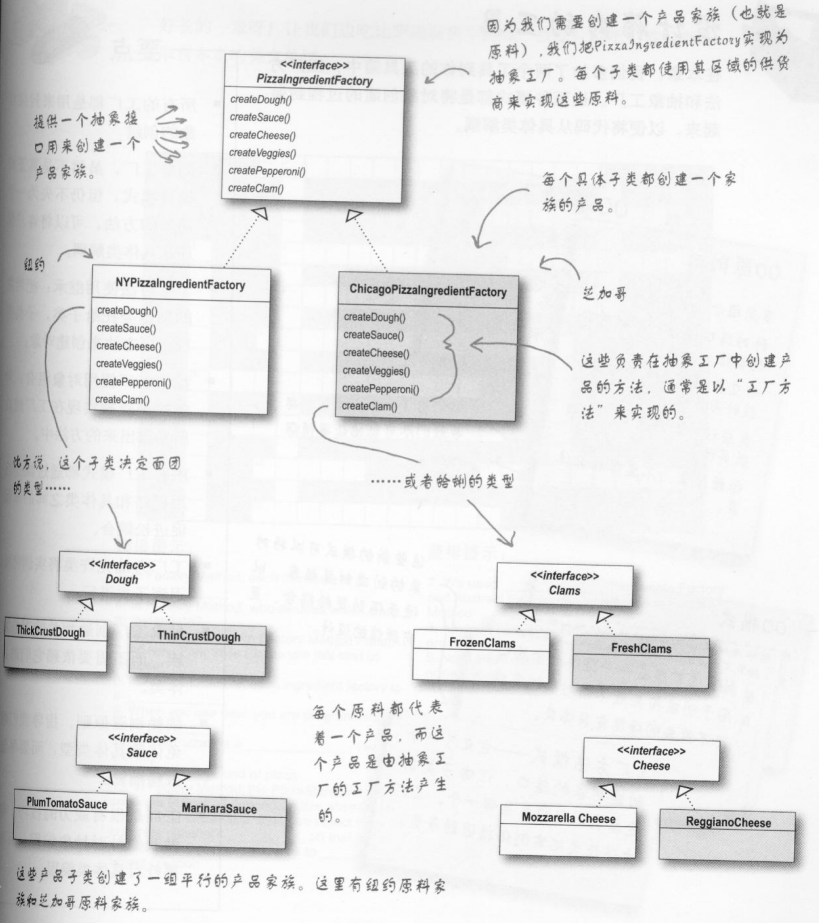 因为我们需要创建一个产品家族（也就是
原料），我们把PizzaIngredientFactory实现为
抽象工厂。每个子类都使用其区域的供货
商来实现这些原料。
<<interface>>
PizzaIngredientFactory
createDough()
createSauce()
createCheese()
createVeggies()
createPepperoni()
createClam()
提供一个抽象接
口用来创建一个
产品家族。
每个具体子类都创建一个家
族的产品。
纽约
NYPizzaIngredientFactory
createDough()
createSauce()
createCheese()
createVeggies()
createPepperoni()
createClam()
ChicagoPizzaIngredientFactory
createDough()
createSauce()
createCheese()
createVeggies()
createPepperoni()
createClam()
芝加哥
这些负责在抽象工厂中创建产
品的方法，通常是以“工厂方
法”来实现的。
比方说，这个子类决定面团
的类型……
……或者蛤蜊的类型
<<interface>>
Dough
ThickCrustDough
ThinCrustDough
<<interface>>
Clams
FrozenClams
FreshClams
每个原料都代表
着一个产品，而这
个产品是由抽象工
厂的工厂方法产生
的。
<<interface>>
Sauce
PlumTomatoSauce
MarinaraSauce
<<interface>>
Cheese
Mozzarella Cheese
ReggianoCheese
这些产品子类创建了一组平行的产品家族。这里有纽约原料家
族和芝加哥原料家族。